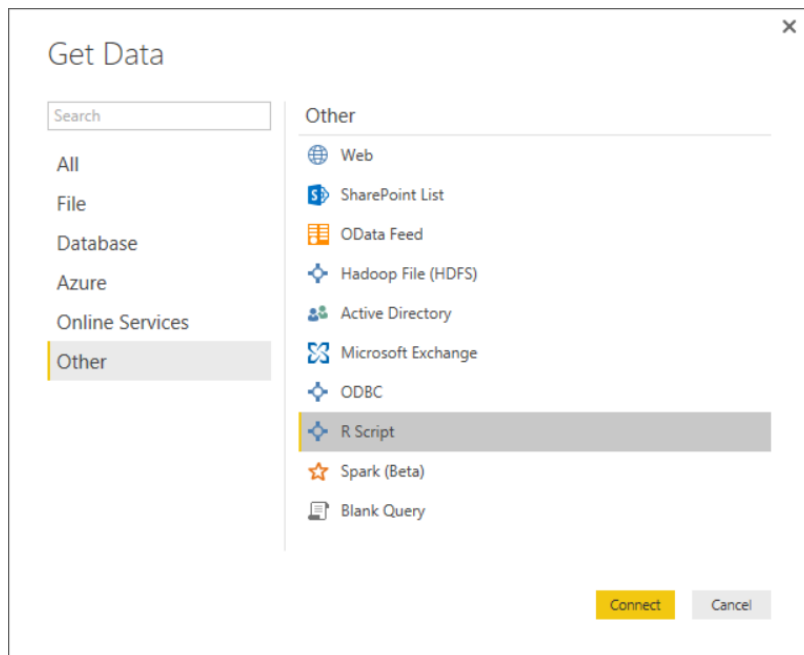 Get Data
Search
All
File
Database
Azure
Online Services
Other
Other
Web
SharePoint List
OData Feed
Hadoop File (HDFS)
Active Directory
Microsoft Exchange
ODBC
R Script
Spark (Beta)
Blank Query
Connect
Cancel